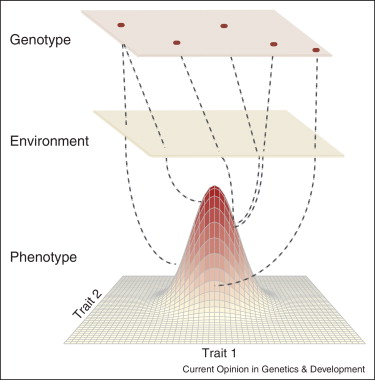 Genotype
Environment
Phenotype
Trait 2
Trait 1
Current Opinion in Genetics & Development